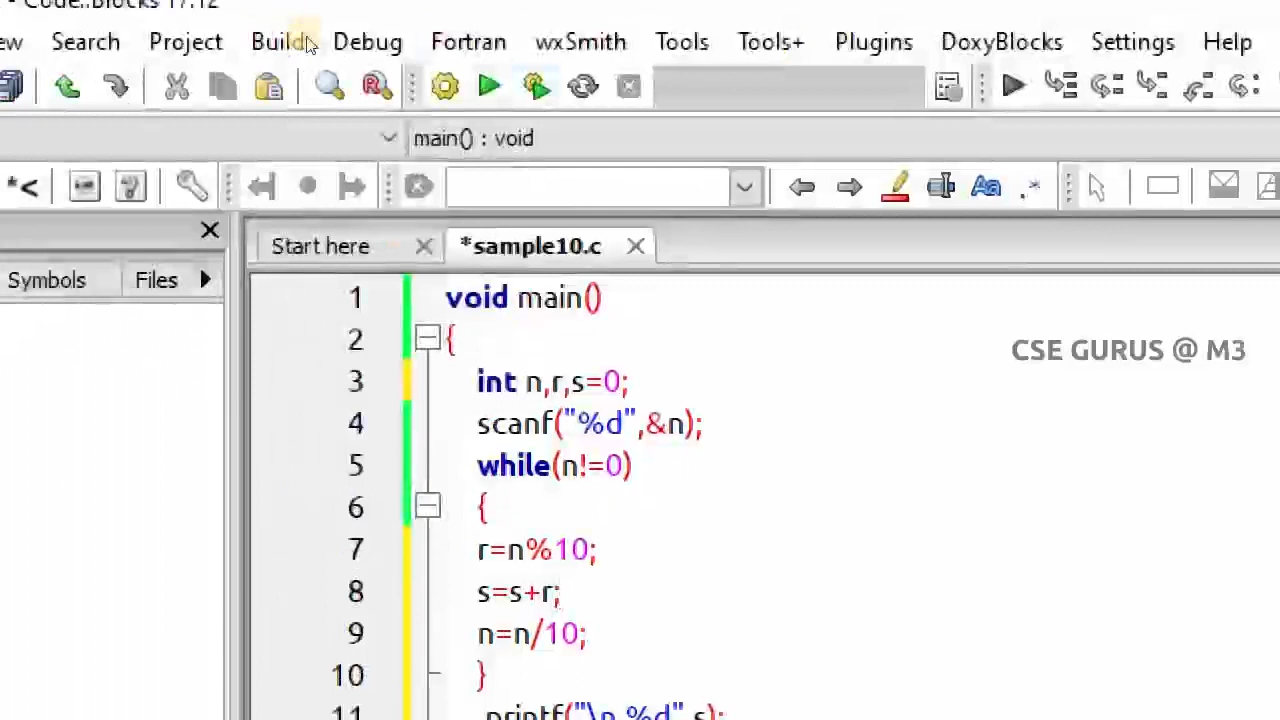 - Code::Blocks 17.12
ew Search Project Build Debug Fortran wxSmith Tools Tools+ Plugins DoxyBlocks Settings Help
main() : void
*<
Start here *sample10.c
Symbols Files
1 void main()
2 {
CSE GURUS @ M3
3 int n,r,s=0;
4 scanf("%d",&n);
5 while(n!=0)
6 {
7 r=n%10;
8 s=s+r;
9 n=n/10;
10 }
11 printf("\n %d",s);